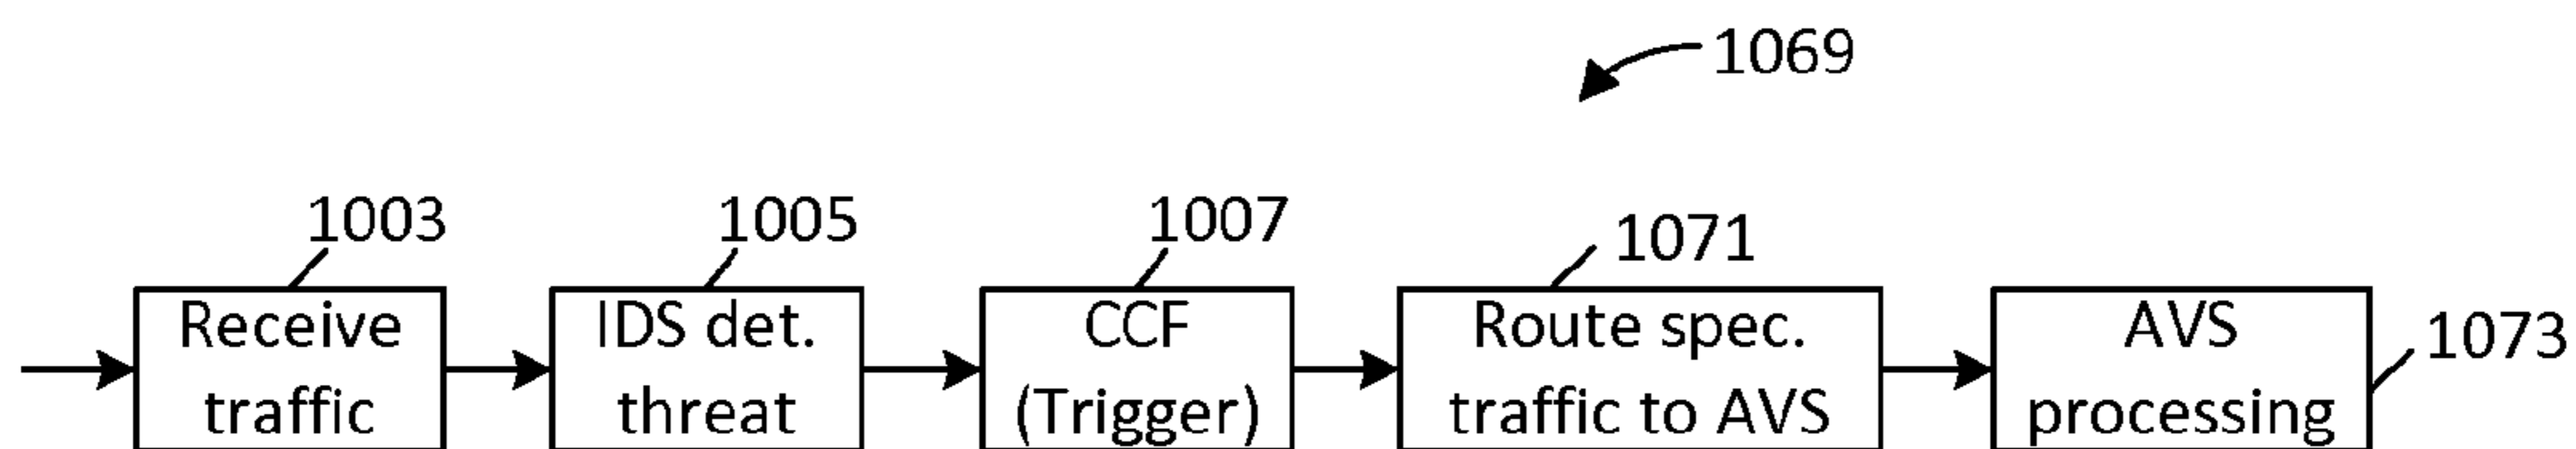 1069
1003
1005
1007
1071
Receive
traffic
IDS det.
threat
CCF
(Trigger)
Route spec.
traffic to AVS
AVS
processing
1073